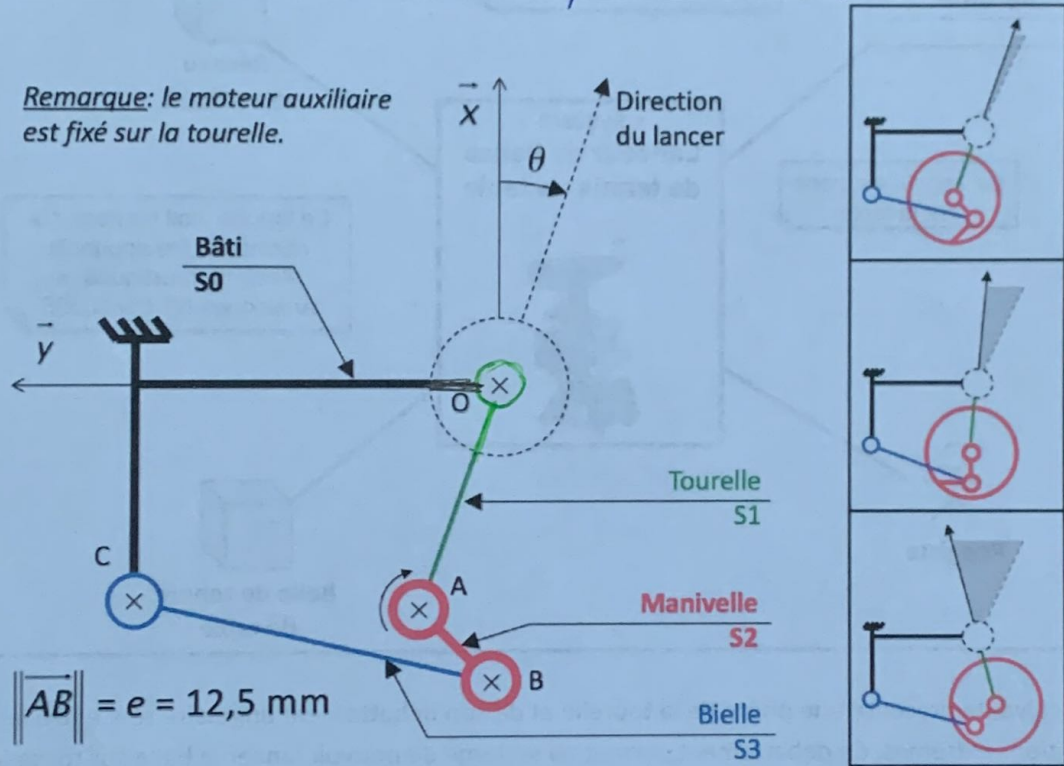 Remarque: le moteur auxiliaire
est fixé sur la tourelle.
x
Direction
du lancer
θ
Bâti
S0
y
O
Tourelle
S1
C
A
Manivelle
S2
B
‖AB‖ = e = 12,5 mm
Bielle
S3